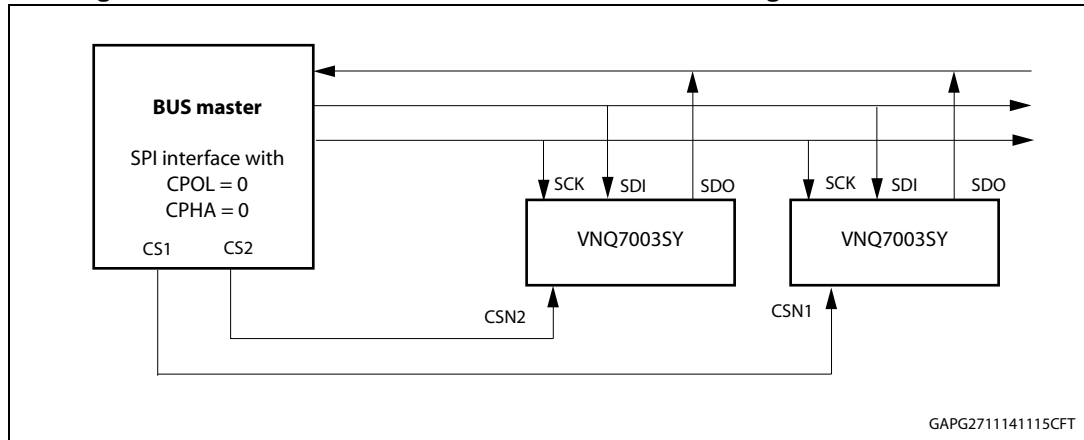 BUS master
SPI interface with
CPOL = 0
CPHA = 0
CS1 CS2
SCK SDI SDO
VNQ7003SY
CSN2
SCK SDI SDO
VNQ7003SY
CSN1
GAPG2711141115CFT